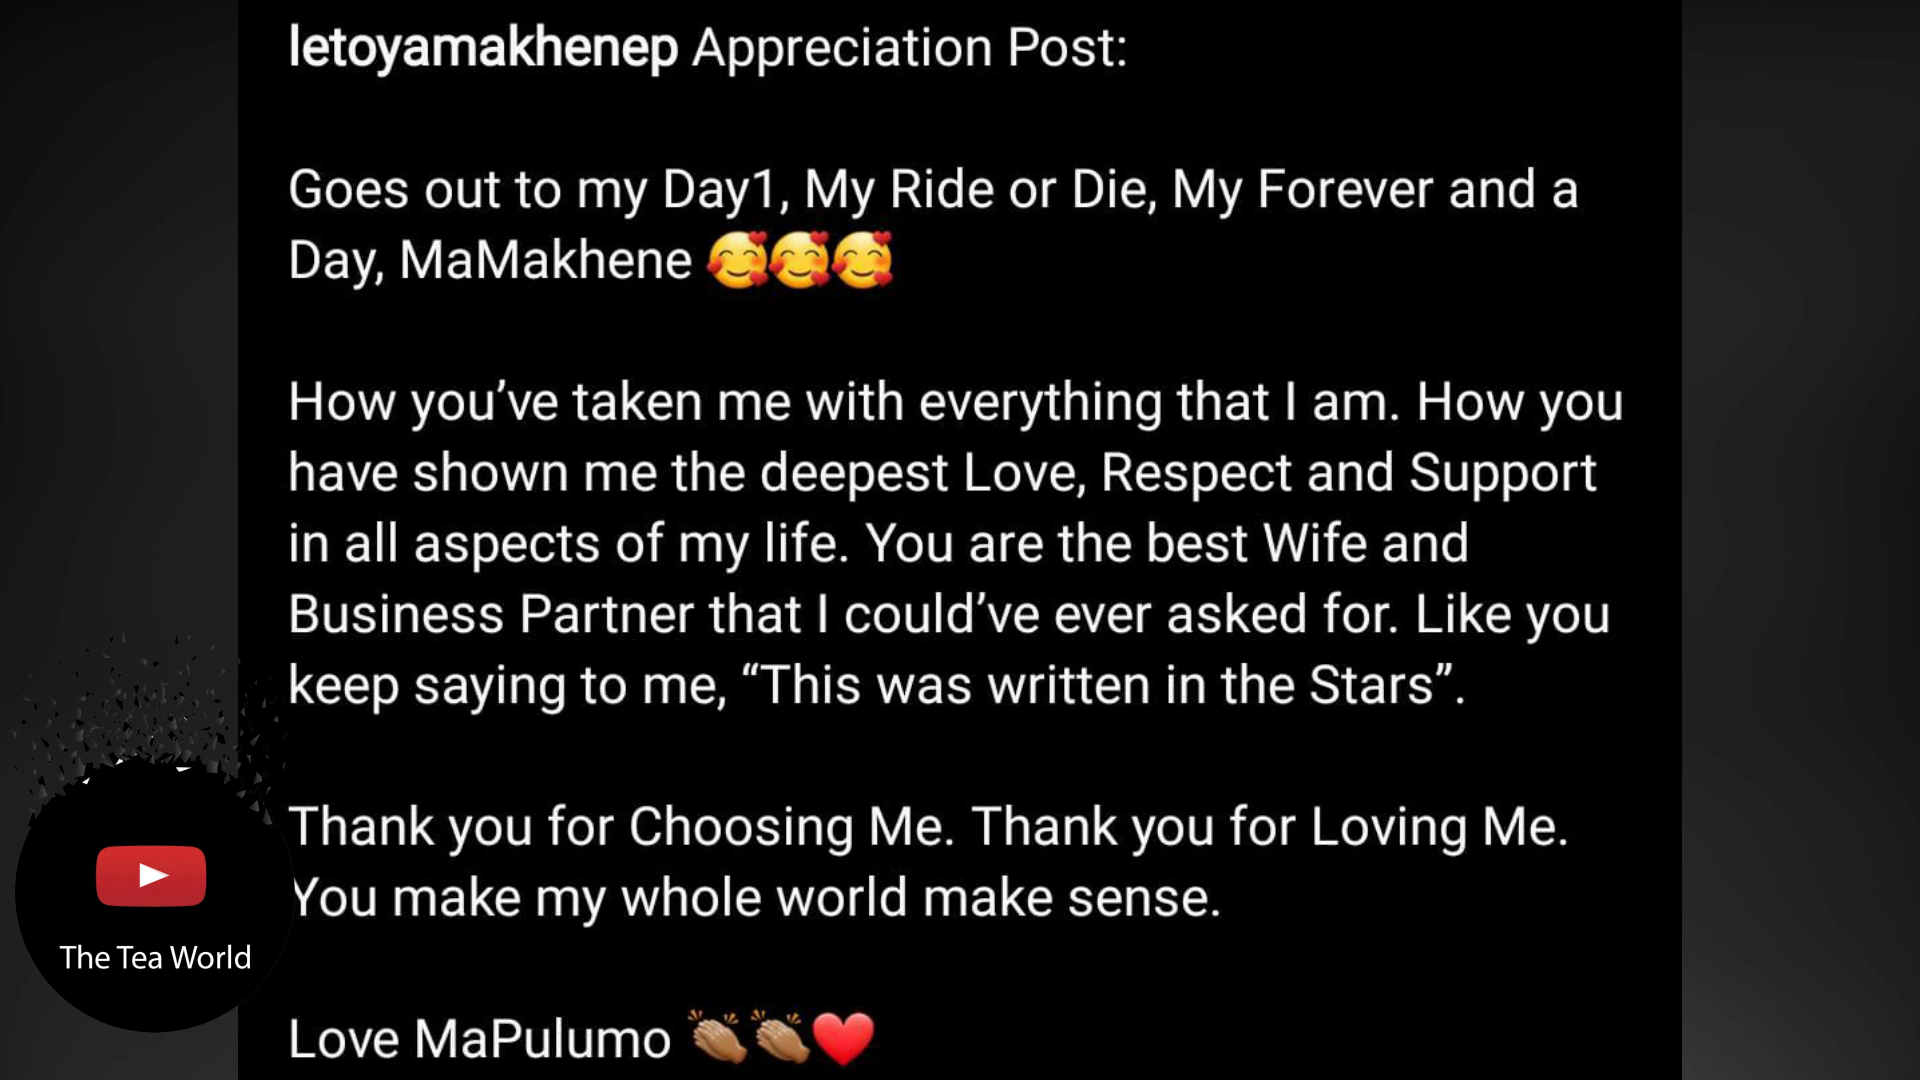 letoyamakhenep Appreciation Post:
Goes out to my Day1, My Ride or Die, My Forever and a
Day, MaMakhene 🥰🥰🥰
How you’ve taken me with everything that I am. How you
have shown me the deepest Love, Respect and Support
in all aspects of my life. You are the best Wife and
Business Partner that I could’ve ever asked for. Like you
keep saying to me, “This was written in the Stars”.
Thank you for Choosing Me. Thank you for Loving Me.
You make my whole world make sense.
Love MaPulumo 👏🏽👏🏽❤️
The Tea World